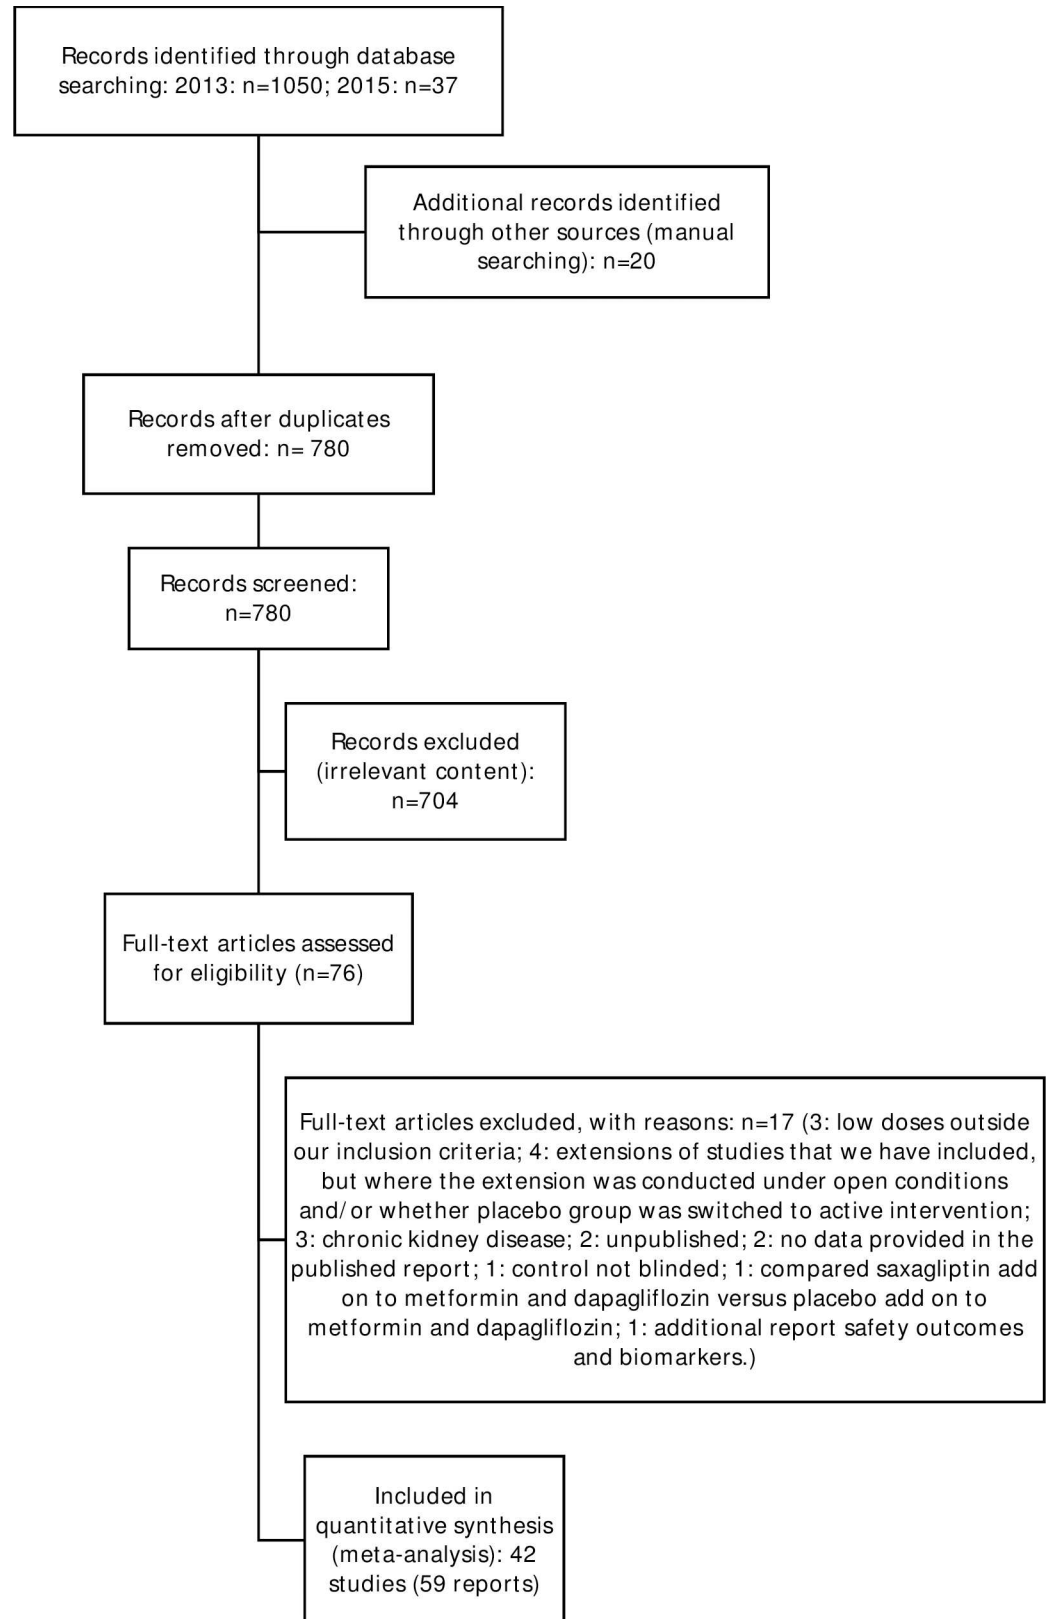 Records identified through database
searching: 2013: n=1050; 2015: n=37
Additional records identified
through other sources (manual
searching): n=20
Records after duplicates
removed: n= 780
Records screened:
n=780
Records excluded
(irrelevant content):
n=704
Full-text articles assessed
for eligibility (n=76)
Full-text articles excluded, with reasons: n=17 (3: low doses outside
our inclusion criteria; 4: extensions of studies that we have included,
but where the extension was conducted under open conditions
and/or whether placebo group was switched to active intervention;
3: chronic kidney disease; 2: unpublished; 2: no data provided in the
published report; 1: control not blinded; 1: compared saxagliptin add
on to metformin and dapagliflozin versus placebo add on to
metformin and dapagliflozin; 1: additional report safety outcomes
and biomarkers.)
Included in
quantitative synthesis
(meta-analysis): 42
studies (59 reports)